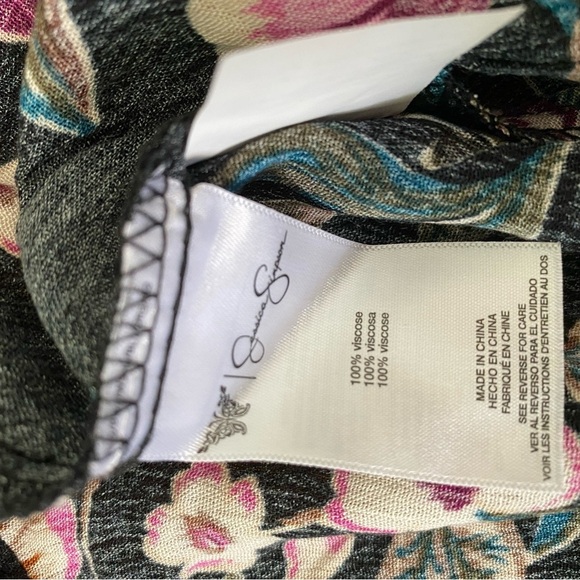 Jessica Simpson
100% viscose
100% viscosa
100% viscose
MADE IN CHINA
HECHO EN CHINA
FABRIQUÉ EN CHINE
SEE REVERSE FOR CARE
VER AL REVERSO PARA EL CUIDADO
VOIR LES INSTRUCTIONS D'ENTRETIEN AU DOS